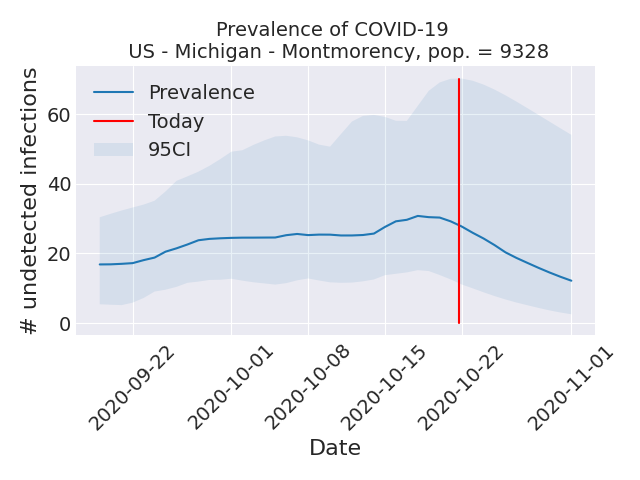 Prevalence of COVID-19
US - Michigan - Montmorency, pop. = 9328
# undetected infections
60
40
20
0
Prevalence
Today
95CI
2020-09-22
2020-10-01
2020-10-08
2020-10-15
2020-10-22
2020-11-01
Date